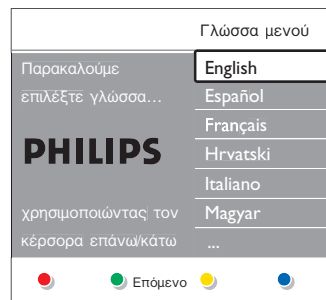 Γλώσσα μενού
Παρακαλούμε
επιλέξτε γλώσσα...
PHILIPS
χρησιμοποιώντας τον
κέρσορα επάνω/κάτω
English
Español
Français
Hrvatski
Italiano
Magyar
...
Επόμενο